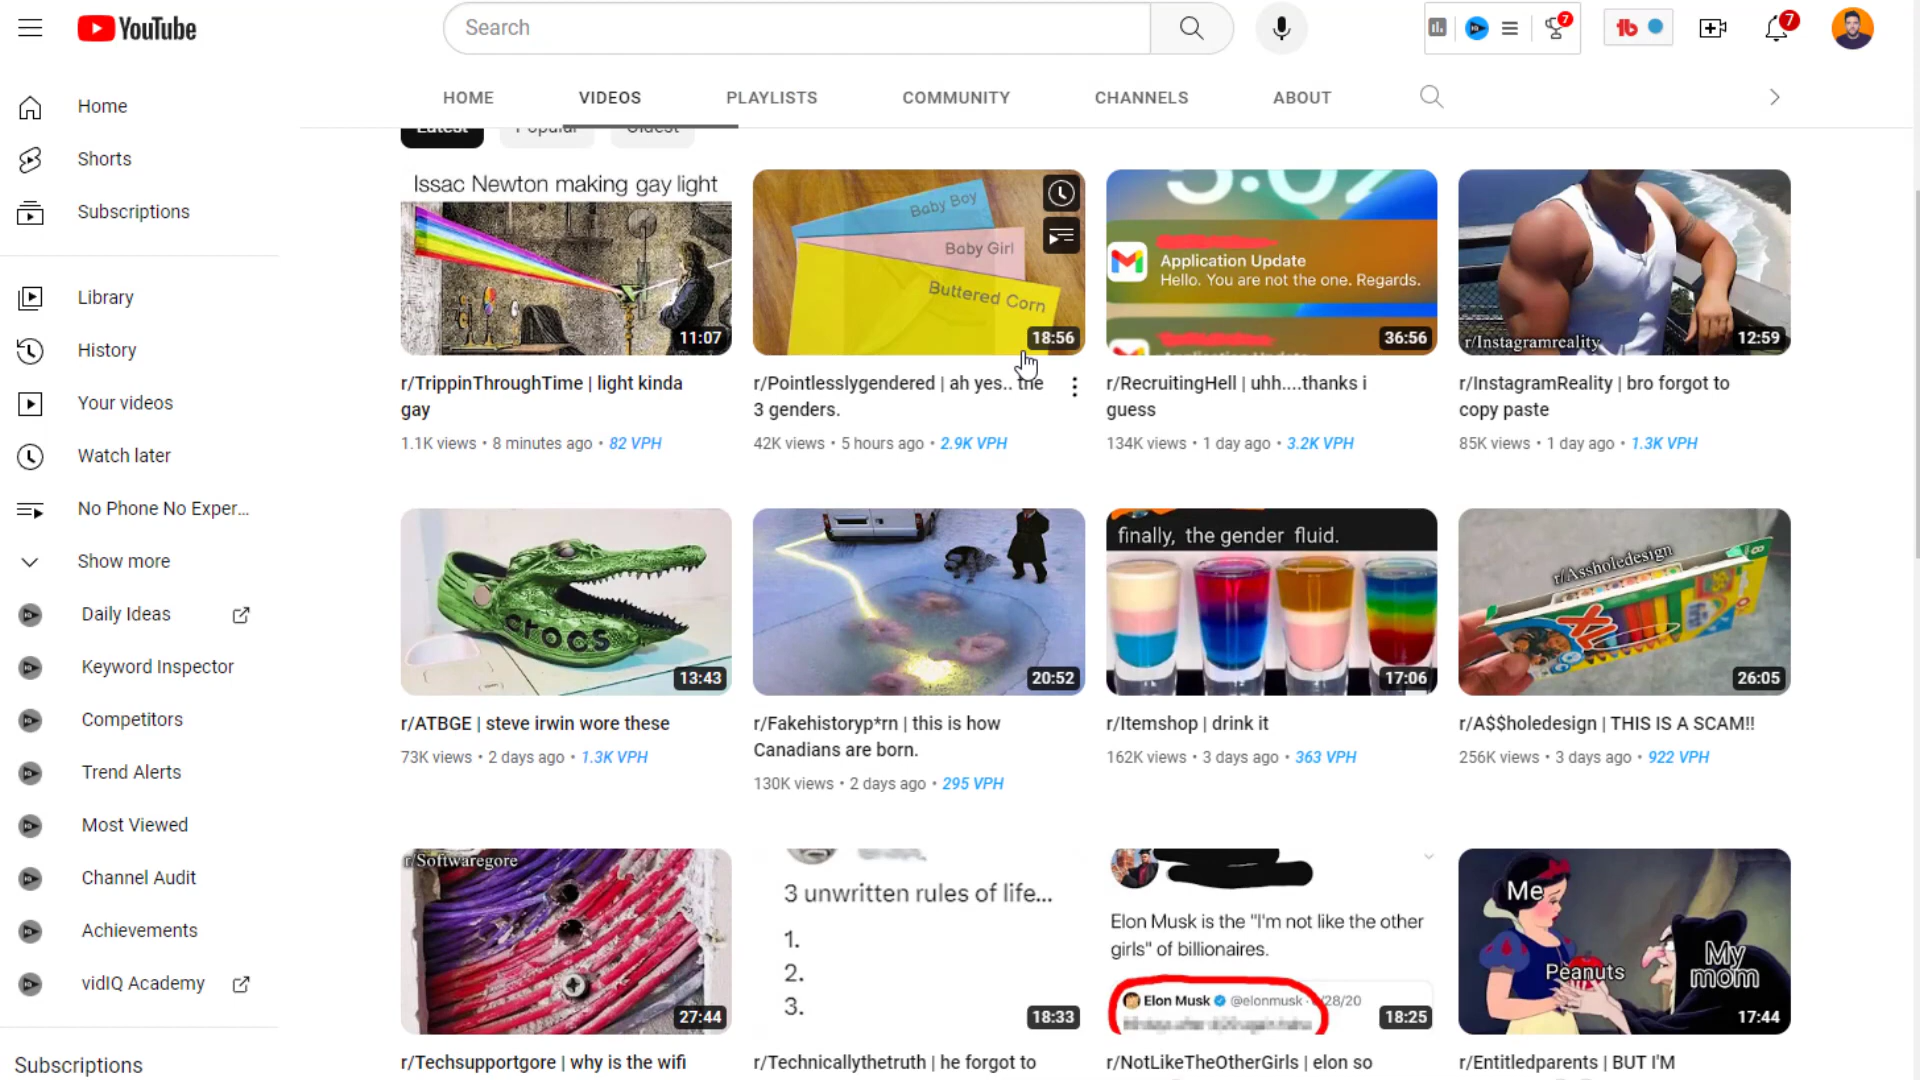 YouTube
Search
7
7
HOME
VIDEOS
PLAYLISTS
COMMUNITY
CHANNELS
ABOUT
Latest
Popular
Oldest
Home
Shorts
Subscriptions
Library
History
Your videos
Watch later
No Phone No Exper...
Show more
Daily Ideas
Keyword Inspector
Competitors
Trend Alerts
Most Viewed
Channel Audit
Achievements
vidIQ Academy
Subscriptions
Issac Newton making gay light
11:07
r/TrippinThroughTime | light kinda
gay
1.1K views • 8 minutes ago • 82 VPH
Baby Boy
Baby Girl
Buttered Corn
18:56
r/Pointlesslygendered | ah yes.. the
3 genders.
42K views • 5 hours ago • 2.9K VPH
3:02
Application Update
Hello. You are not the one. Regards.
Application Update
36:56
r/RecruitingHell | uhh....thanks i
guess
134K views • 1 day ago • 3.2K VPH
r/Instagramreality
12:59
r/InstagramReality | bro forgot to
copy paste
85K views • 1 day ago • 1.3K VPH
crocs
13:43
r/ATBGE | steve irwin wore these
73K views • 2 days ago • 1.3K VPH
20:52
r/Fakehistoryp*rn | this is how
Canadians are born.
130K views • 2 days ago • 295 VPH
finally, the gender fluid.
17:06
r/Itemshop | drink it
162K views • 3 days ago • 363 VPH
r/Assholedesign
XL
26:05
r/A$$holedesign | THIS IS A SCAM!!
256K views • 3 days ago • 922 VPH
r/Softwaregore
27:44
r/Techsupportgore | why is the wifi
3 unwritten rules of life...
1.
2.
3.
18:33
r/Technicallythetruth | he forgot to
Elon Musk is the "I'm not like the other
girls" of billionaires.
Elon Musk @elonmusk · /28/20
18:25
r/NotLikeTheOtherGirls | elon so
Me
Peanuts
My
mom
17:44
r/Entitledparents | BUT I'M